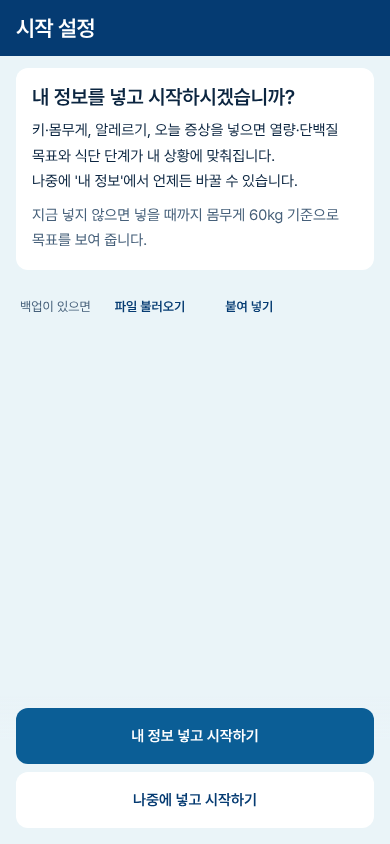 시작 설정
내 정보를 넣고 시작하시겠습니까?
키·몸무게, 알레르기, 오늘 증상을 넣으면 열량·단백질
목표와 식단 단계가 내 상황에 맞춰집니다.
나중에 '내 정보'에서 언제든 바꿀 수 있습니다.
지금 넣지 않으면 넣을 때까지 몸무게 60kg 기준으로
목표를 보여 줍니다.
백업이 있으면 파일 불러오기 붙여 넣기
내 정보 넣고 시작하기
나중에 넣고 시작하기